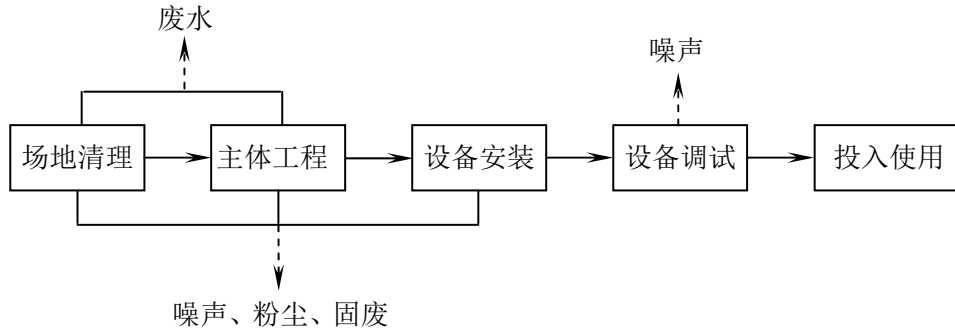 废水
噪声
场地清理
主体工程
设备安装
设备调试
投入使用
噪声、粉尘、固废